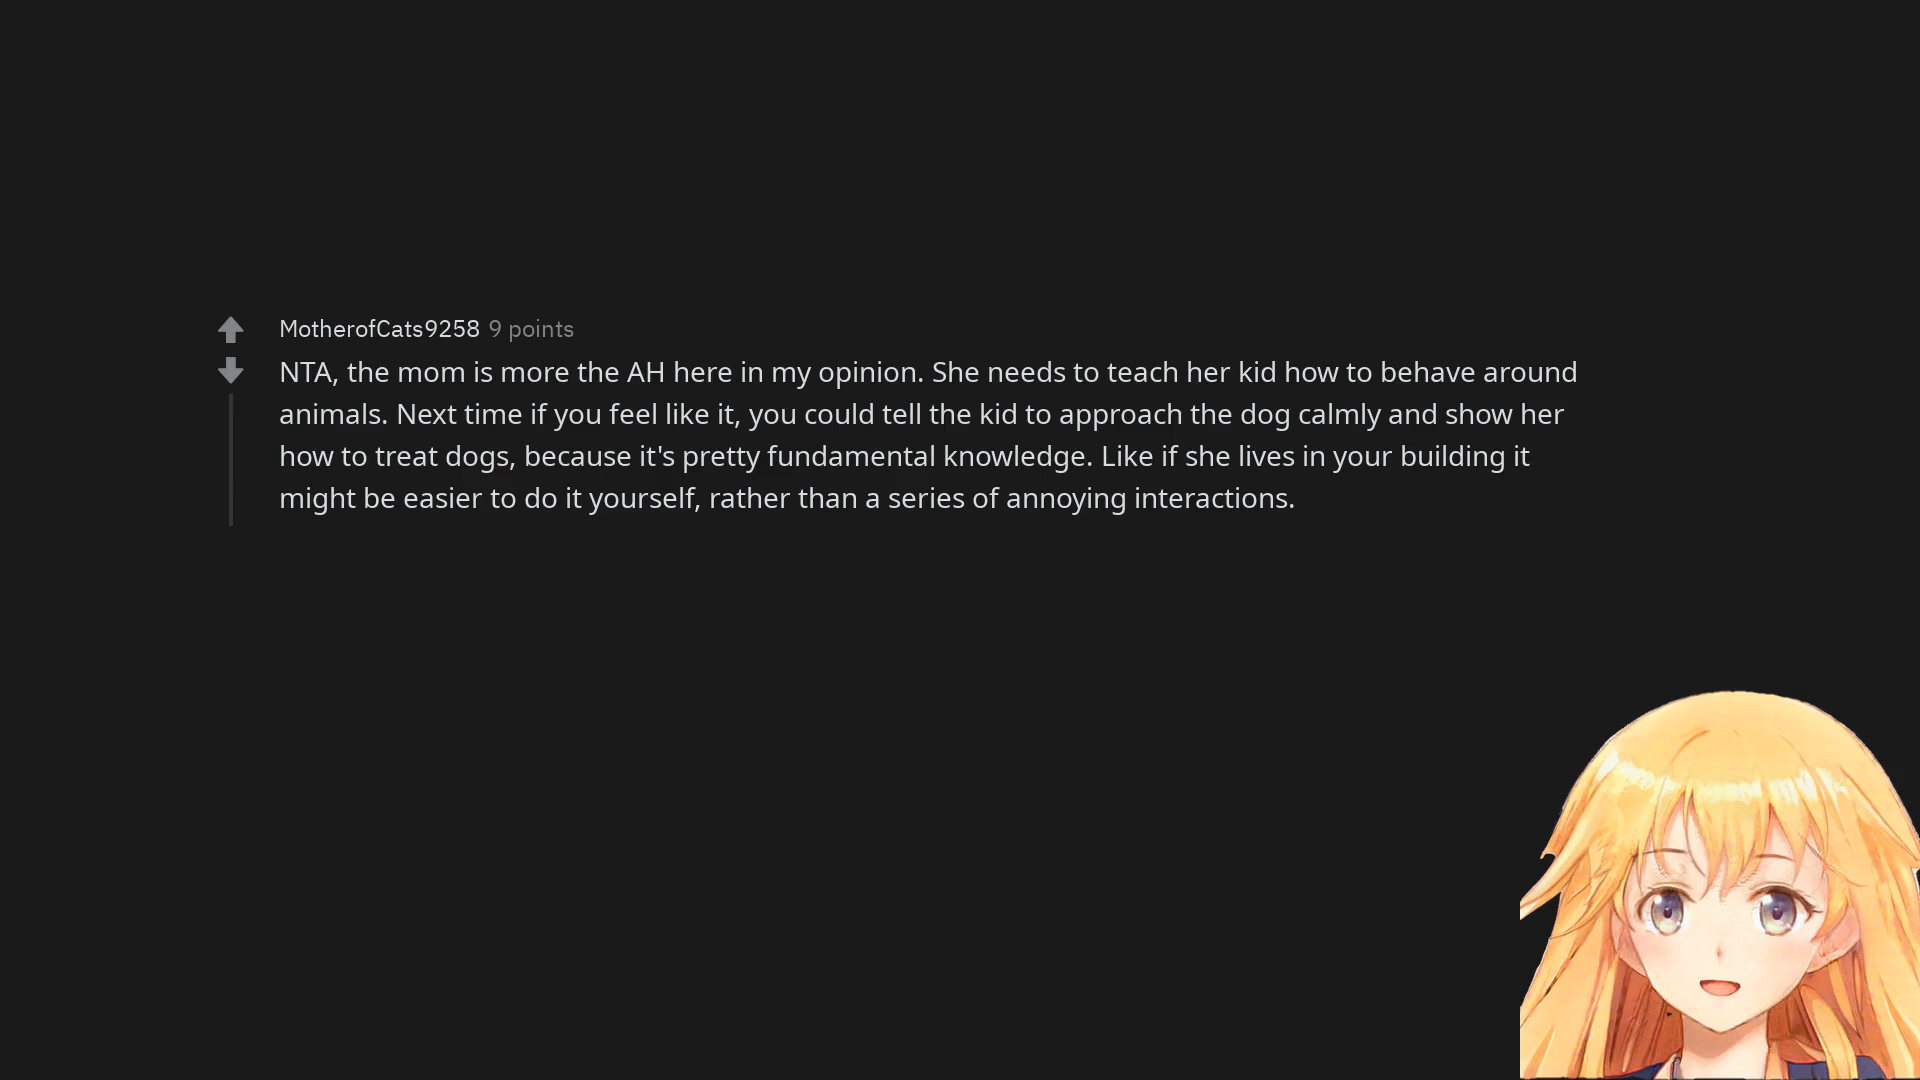 MotherofCats9258 9 points
NTA, the mom is more the AH here in my opinion. She needs to teach her kid how to behave around
animals. Next time if you feel like it, you could tell the kid to approach the dog calmly and show her
how to treat dogs, because it's pretty fundamental knowledge. Like if she lives in your building it
might be easier to do it yourself, rather than a series of annoying interactions.